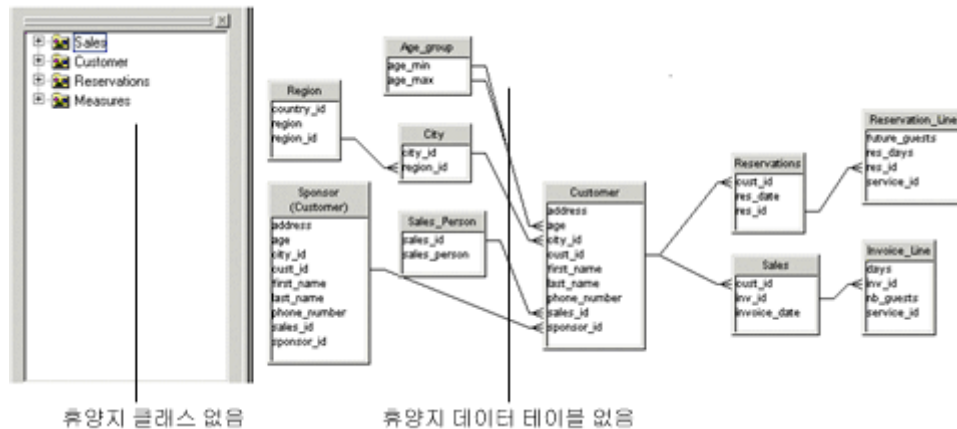 Sales
Customer
Reservations
Measures
Age_group
age_min
age_max
Region
country_id
region
region_id
City
city_id
region_id
Sponsor
(Customer)
address
age
city_id
cust_id
first_name
last_name
phone_number
sales_id
sponsor_id
Sales_Person
sales_id
sales_person
Customer
address
age
city_id
cust_id
first_name
last_name
phone_number
sales_id
sponsor_id
Reservations
cust_id
res_date
res_id
Reservation_Line
future_guests
res_days
res_id
service_id
Sales
cust_id
inv_id
invoice_date
Invoice_Line
days
inv_id
nb_guests
service_id
휴양지 클래스 없음
휴양지 데이터 테이블 없음